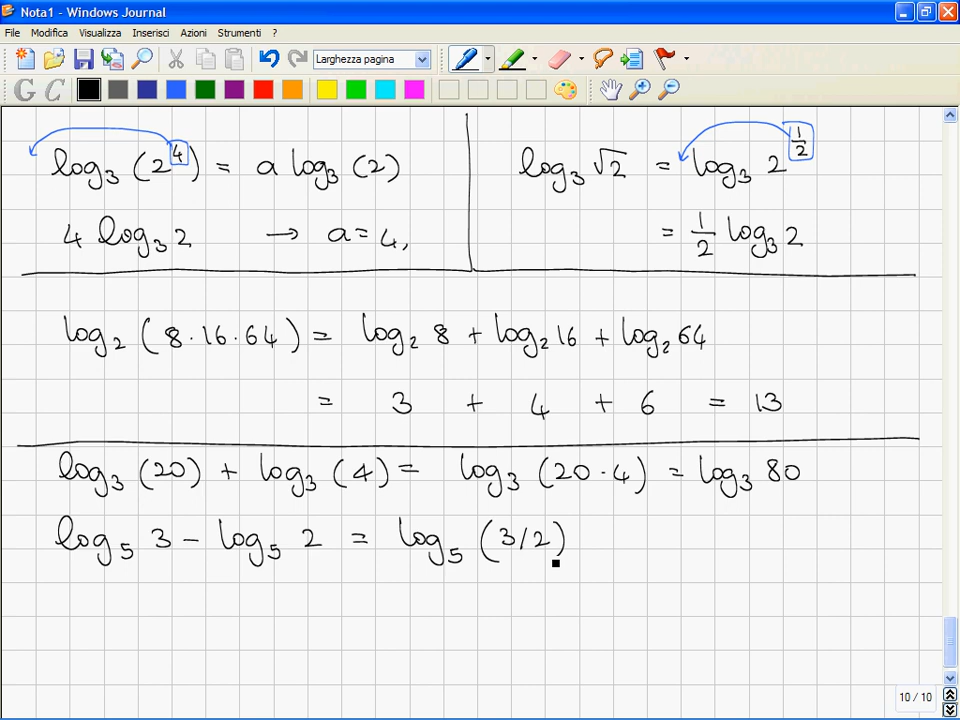 Nota1 - Windows Journal
File Modifica Visualizza Inserisci Azioni Strumenti ?
Larghezza pagina
G C
log₃ (2⁴) = a log₃ (2)
4 log₃ 2 → a = 4,
log₃ √2 = log₃ 2^½
= ½ log₃ 2
log₂ (8·16·64) = log₂ 8 + log₂ 16 + log₂ 64
= 3 + 4 + 6 = 13
log₃ (20) + log₃ (4) = log₃ (20·4) = log₃ 80
log₅ 3 - log₅ 2 = log₅ (3/2)
10 / 10